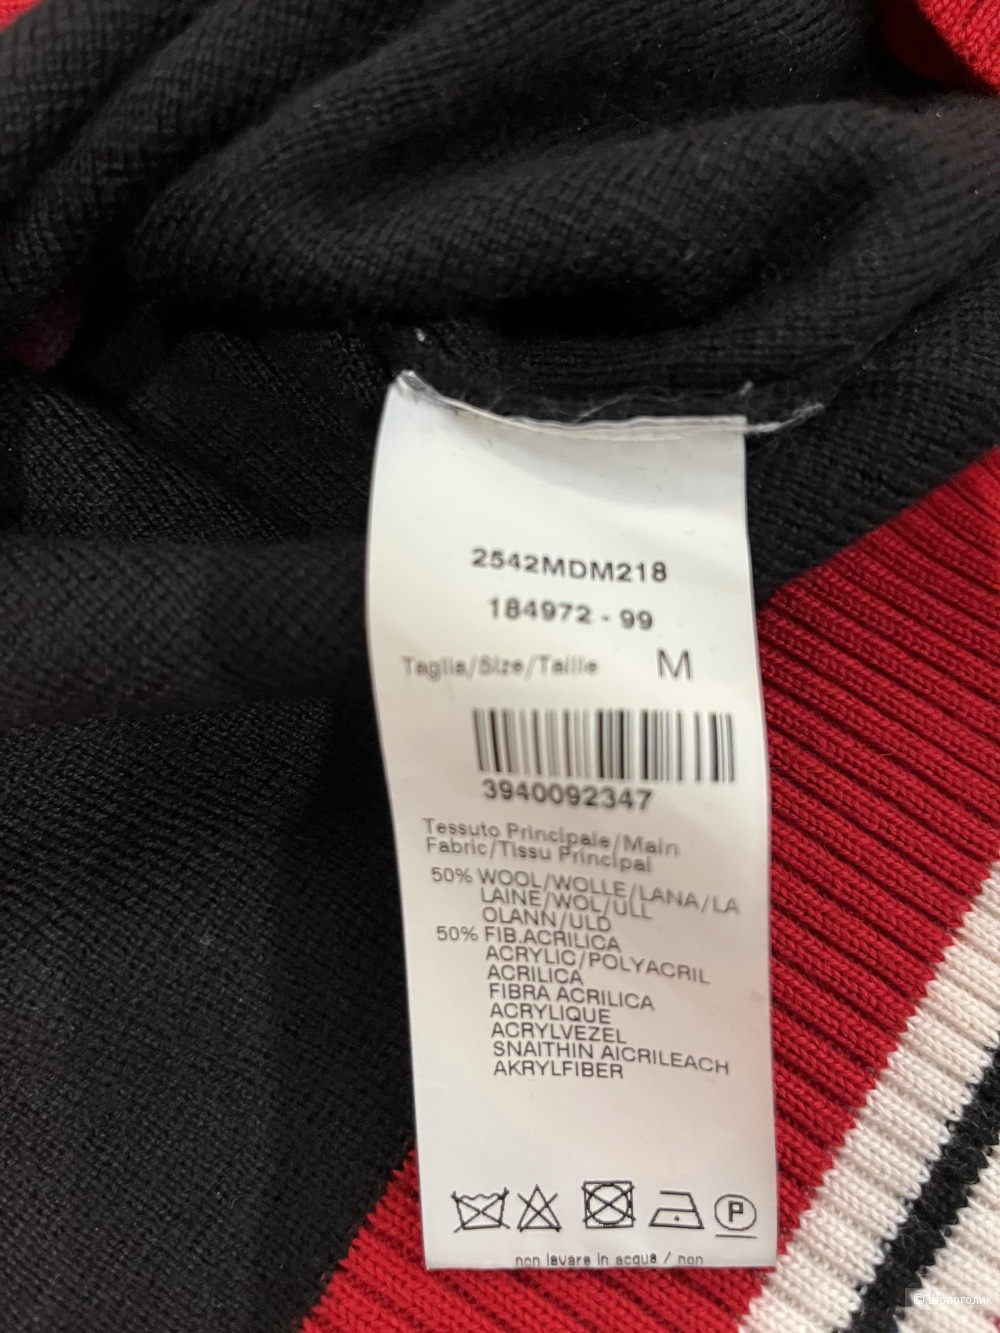 2542MDM218
184972 - 99
Taglia/Size/Taille M
3940092347
Tessuto Principale/Main
Fabric/Tissu Principal
50% WOOL/WOLLE/LANA/LA
LAINE/WOL/ULL
OLANN/ULD
50% FIB.ACRILICA
ACRYLIC/POLYACRIL
ACRILICA
FIBRA ACRILICA
ACRYLIQUE
ACRYLVEZEL
SNAITHIN AICRILEACH
AKRYLFIBER
P
non lavare in acqua / non
© Шопоголик